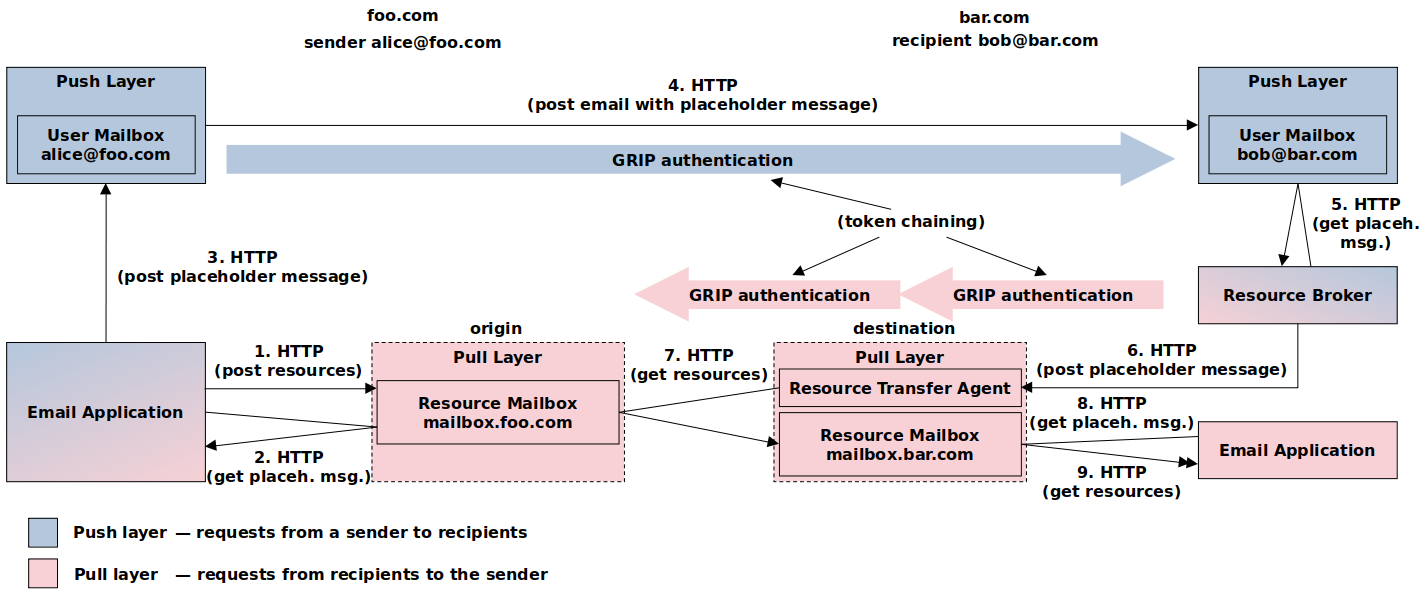 foo.com
sender alice@foo.com
bar.com
recipient bob@bar.com
Push Layer
User Mailbox
alice@foo.com
4. HTTP
(post email with placeholder message)
GRIP authentication
Push Layer
User Mailbox
bob@bar.com
(token chaining)
5. HTTP
(get placeh.
msg.)
3. HTTP
(post placeholder message)
GRIP authentication
GRIP authentication
Resource Broker
origin
destination
Email Application
1. HTTP
(post resources)
2. HTTP
(get placeh. msg.)
Pull Layer
Resource Mailbox
mailbox.foo.com
7. HTTP
(get resources)
Pull Layer
Resource Transfer Agent
Resource Mailbox
mailbox.bar.com
6. HTTP
(post placeholder message)
8. HTTP
(get placeh. msg.)
9. HTTP
(get resources)
Email Application
Push layer — requests from a sender to recipients
Pull layer — requests from recipients to the sender